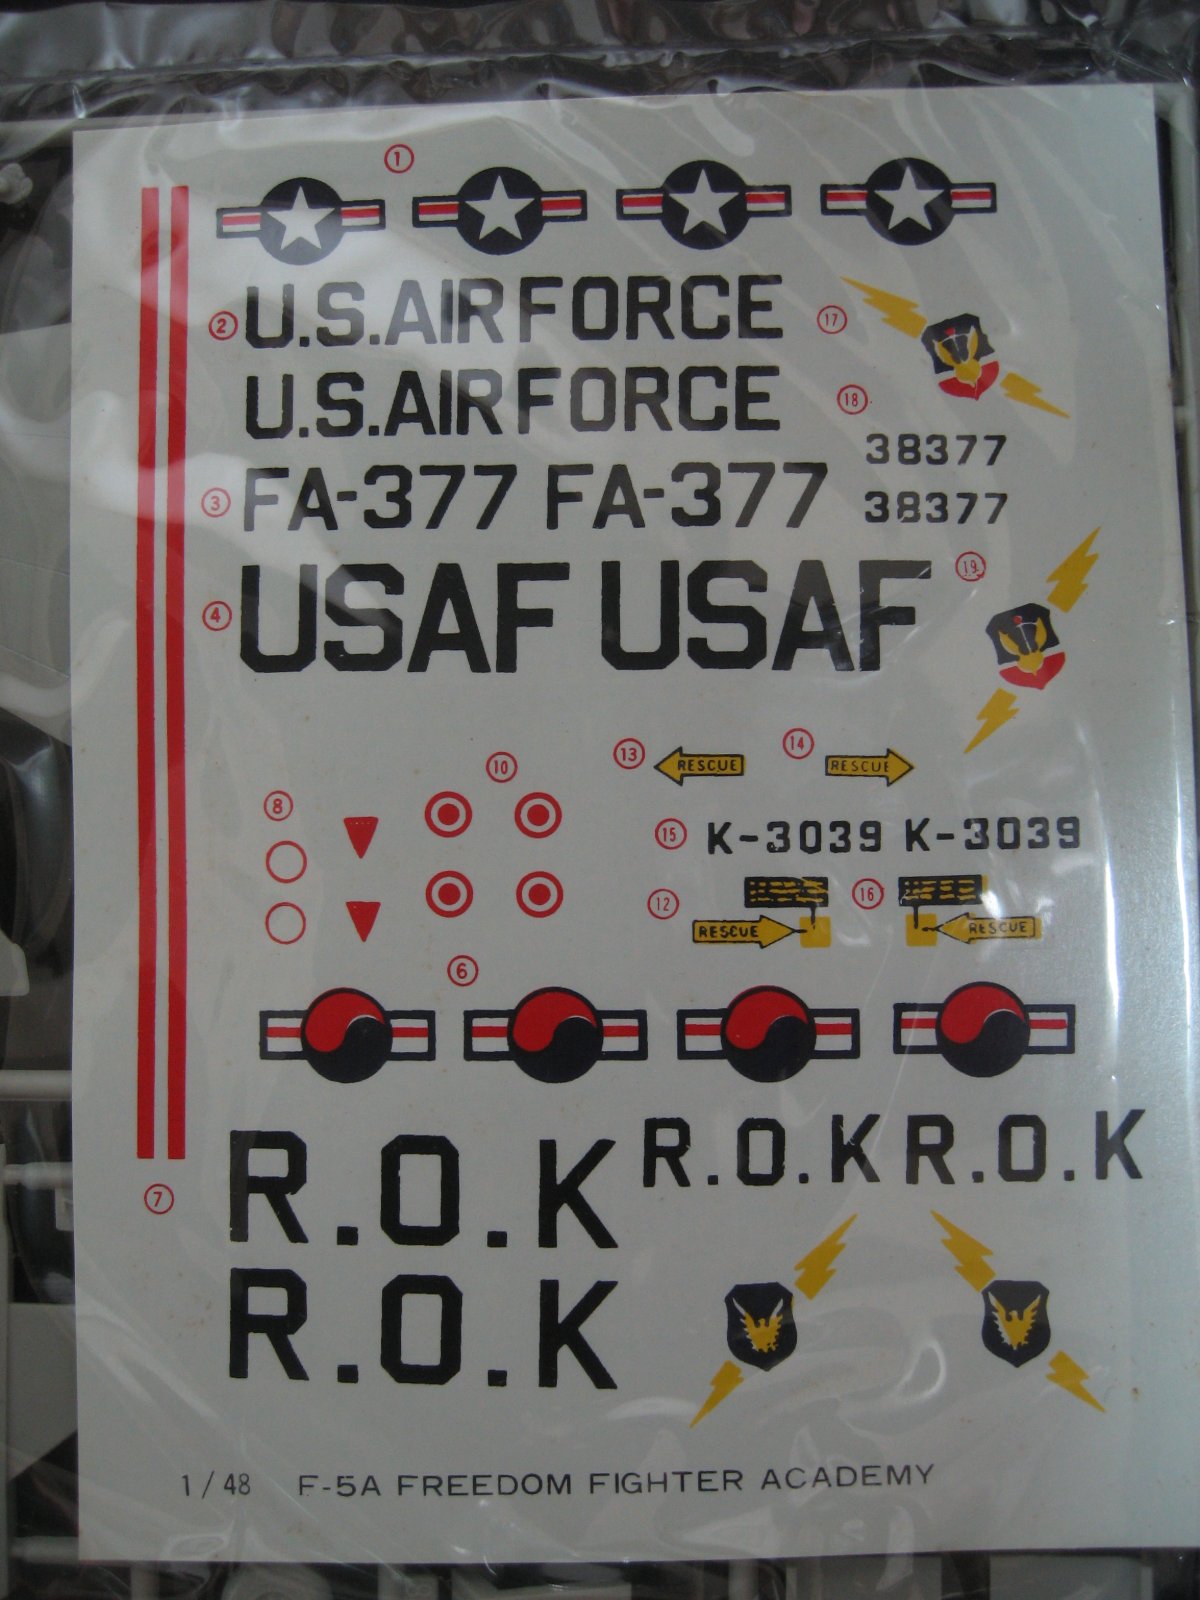 1
2 U.S.AIR FORCE 17
U.S.AIR FORCE 18
38377
3 FA-377 FA-377 38377
4 USAF USAF 19
13 RESCUE 14 RESCUE
8 10
15 K-3039 K-3039
12 RESCUE 16 RESCUE
6
R.O.K R.O.K R.O.K
7
R.O.K
1/48 F-5A FREEDOM FIGHTER ACADEMY